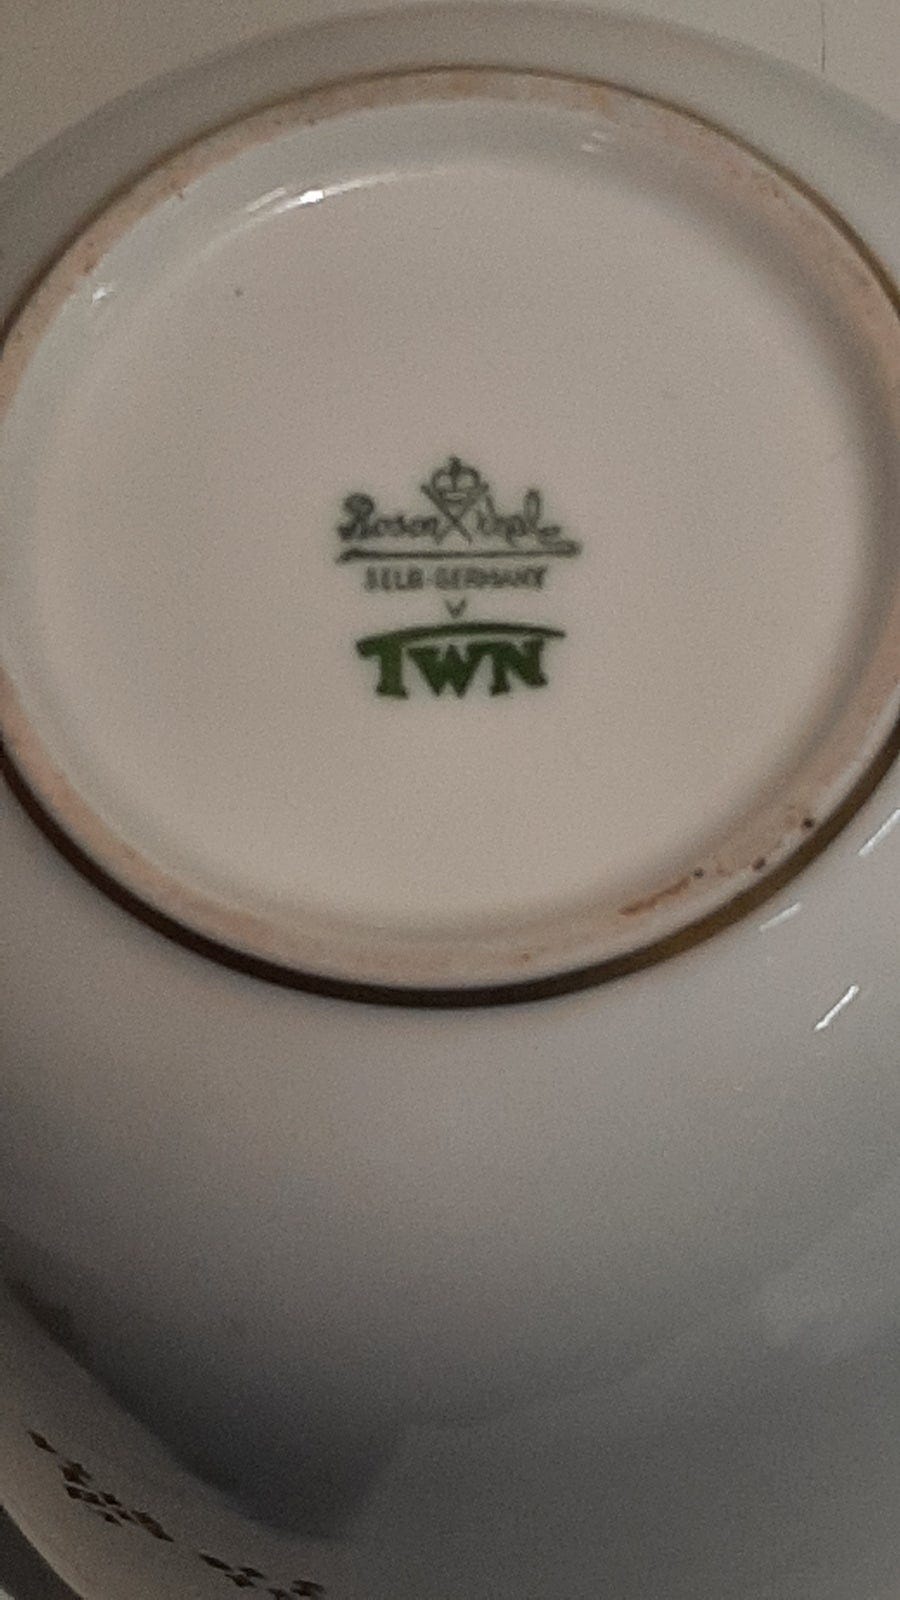 Rosenthal
SELB-GERMANY
V
TWN